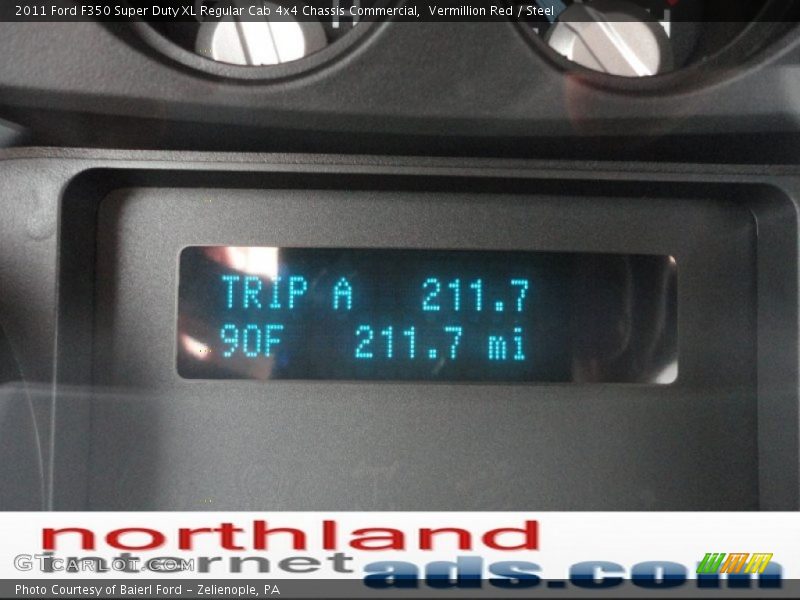 2011 Ford F350 Super Duty XL Regular Cab 4x4 Chassis Commercial,  Vermillion Red / Steel
TRIP A 211.7
90F 211.7 mi
northland
internet
ads.com
GTCARLOT.COM
Photo Courtesy of Baierl Ford - Zelienople, PA